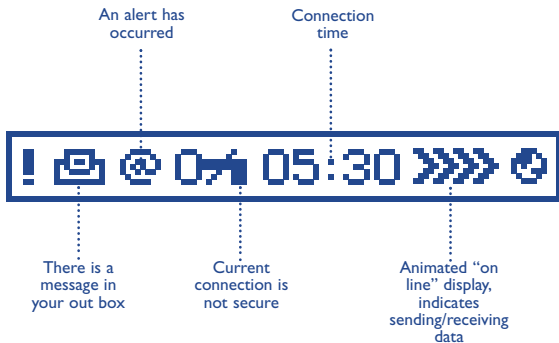 An alert has
occurred
Connection
time
! @ 05:30
There is a
message in
your out box
Current
connection is
not secure
Animated “on
line” display,
indicates
sending/receiving
data